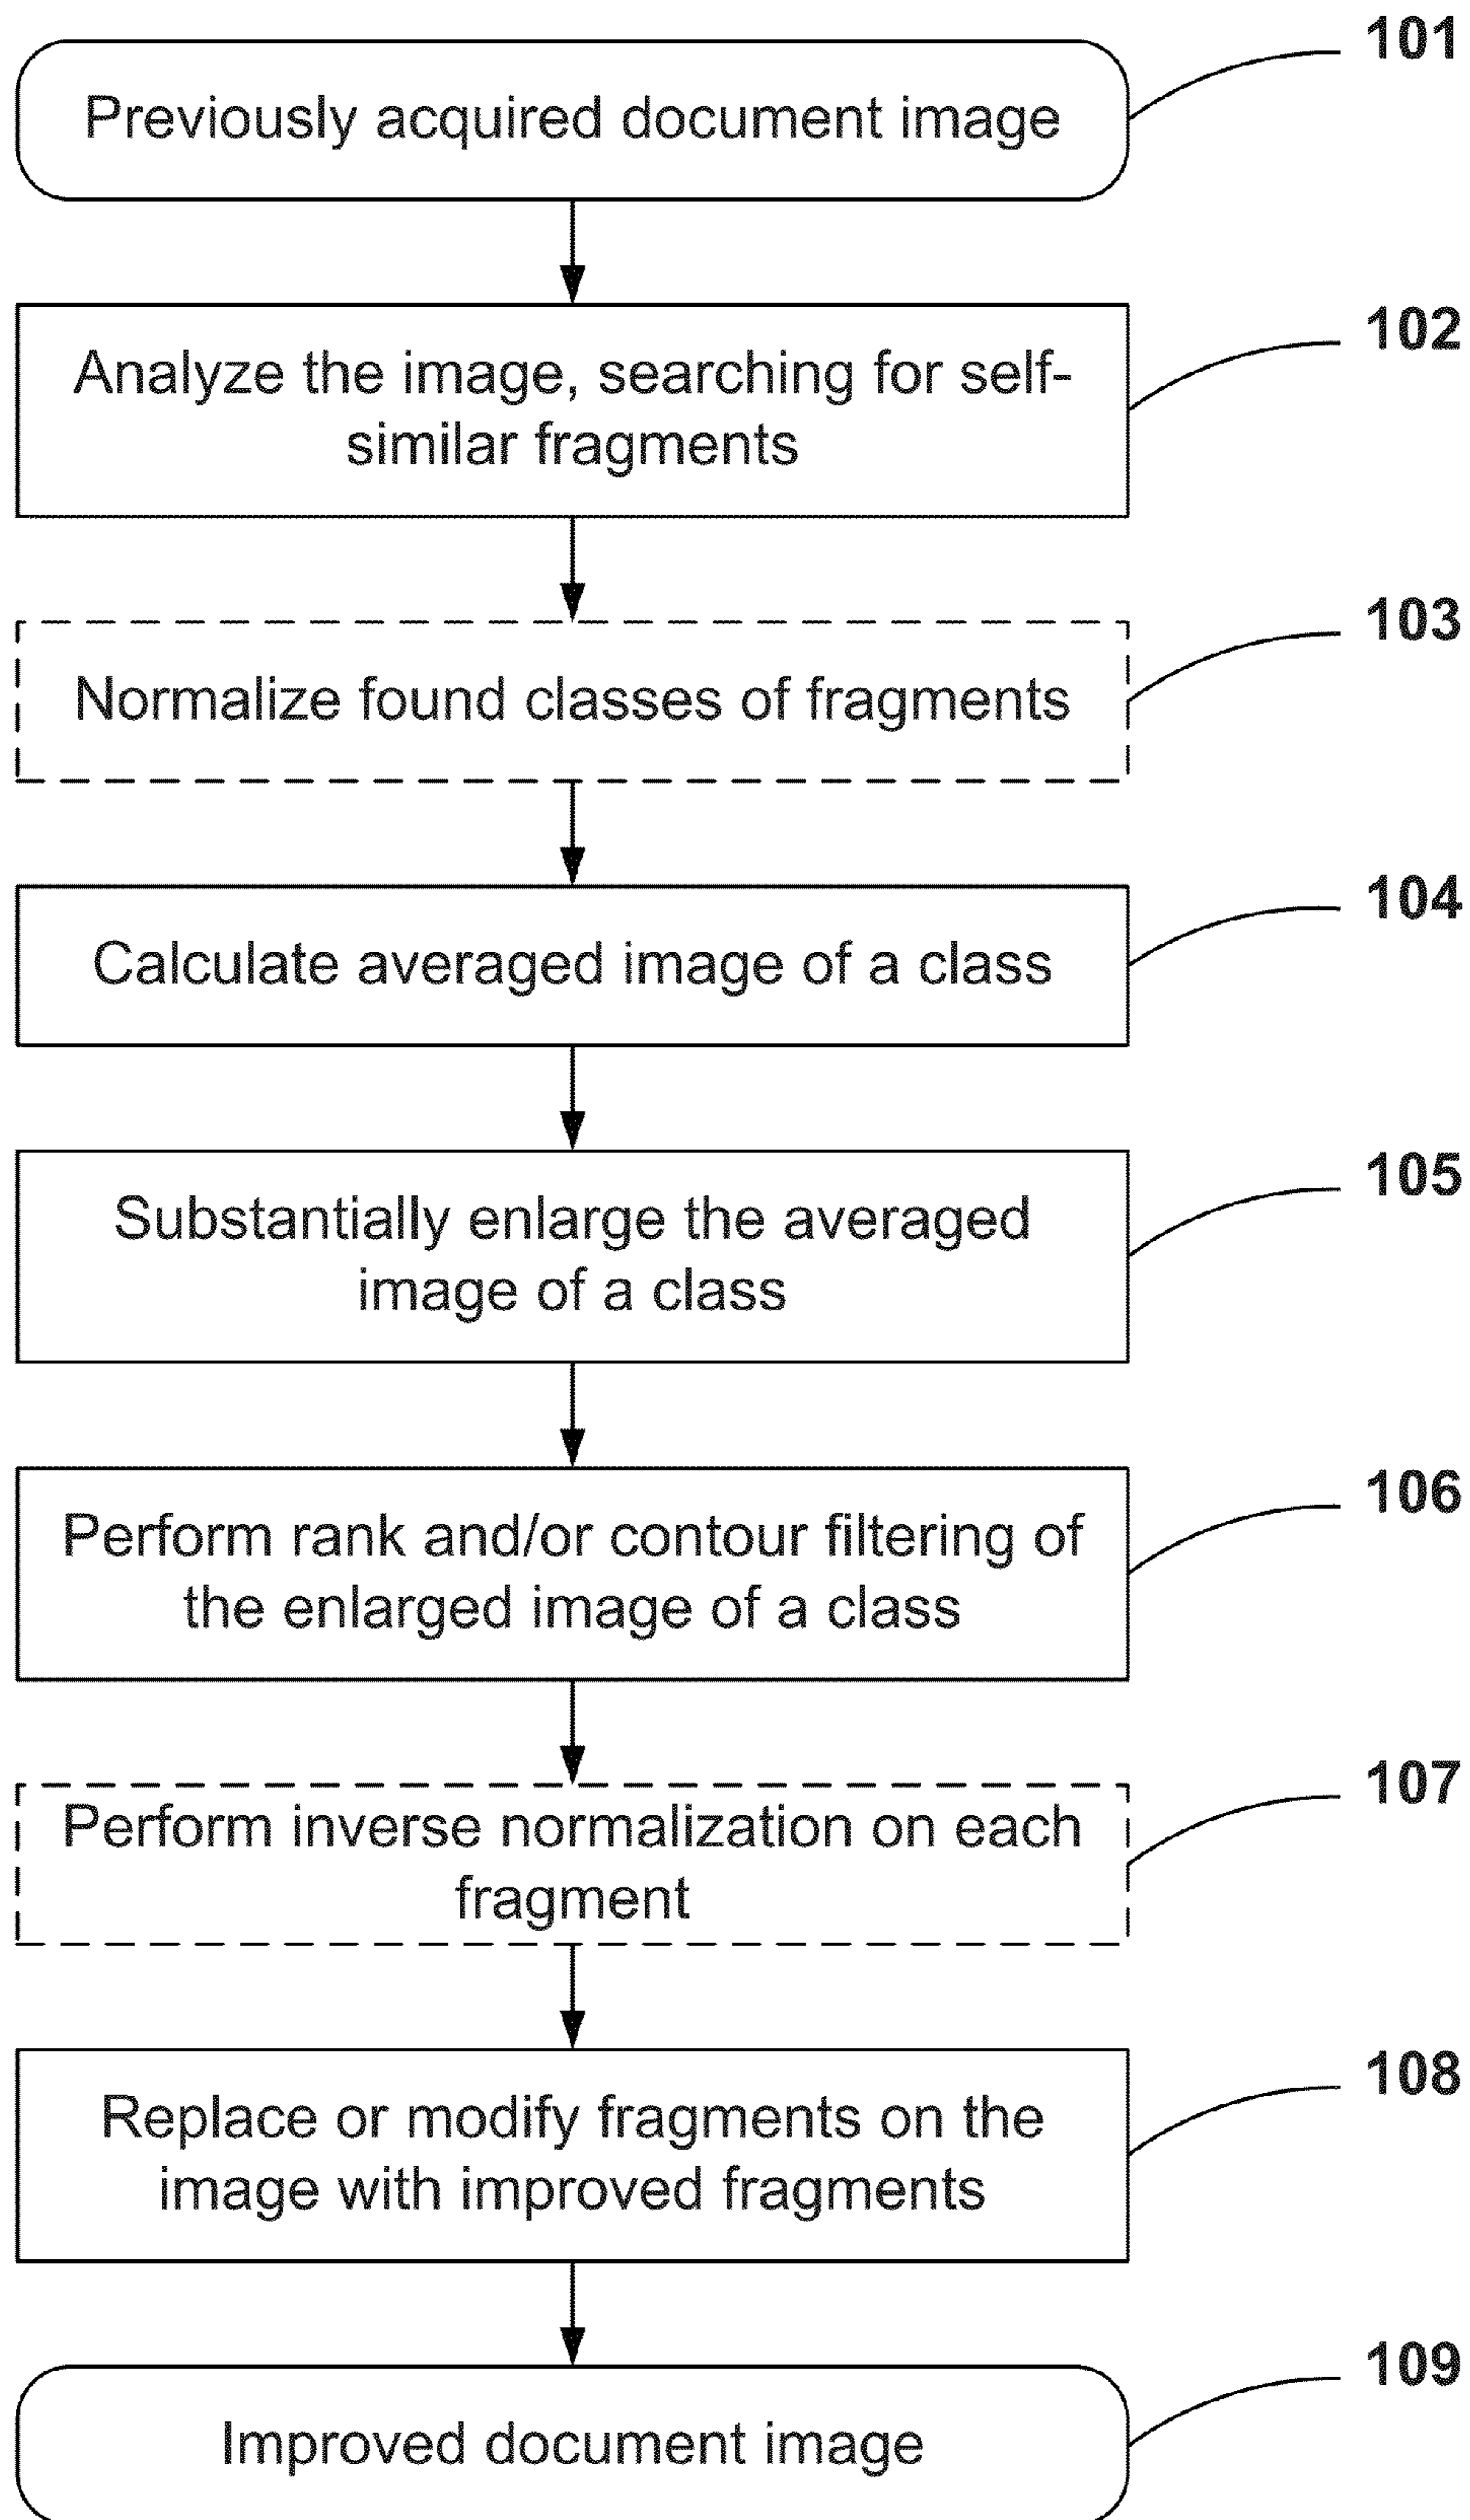 101
Previously acquired document image
102
Analyze the image, searching for self-
similar fragments
103
Normalize found classes of fragments
104
Calculate averaged image of a class
105
Substantially enlarge the averaged
image of a class
106
Perform rank and/or contour filtering of
the enlarged image of a class
107
Perform inverse normalization on each
fragment
108
Replace or modify fragments on the
image with improved fragments
109
Improved document image